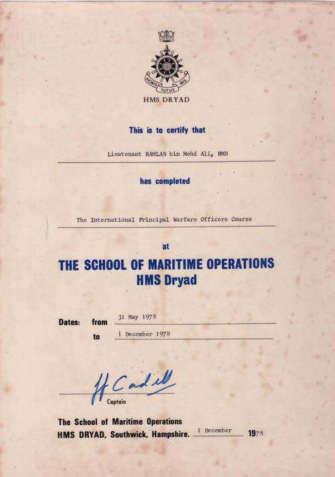 HMS DRYAD
This is to certify that
Lieutenant RAMLAN bin Mohd Ali, RMN
has completed
The International Principal Warfare Officers Course
at
THE SCHOOL OF MARITIME OPERATIONS
HMS Dryad
Dates: from 31 May 1978
to 1 December 1978
Captain
The School of Maritime Operations
HMS DRYAD, Southwick, Hampshire. 1 December 1978